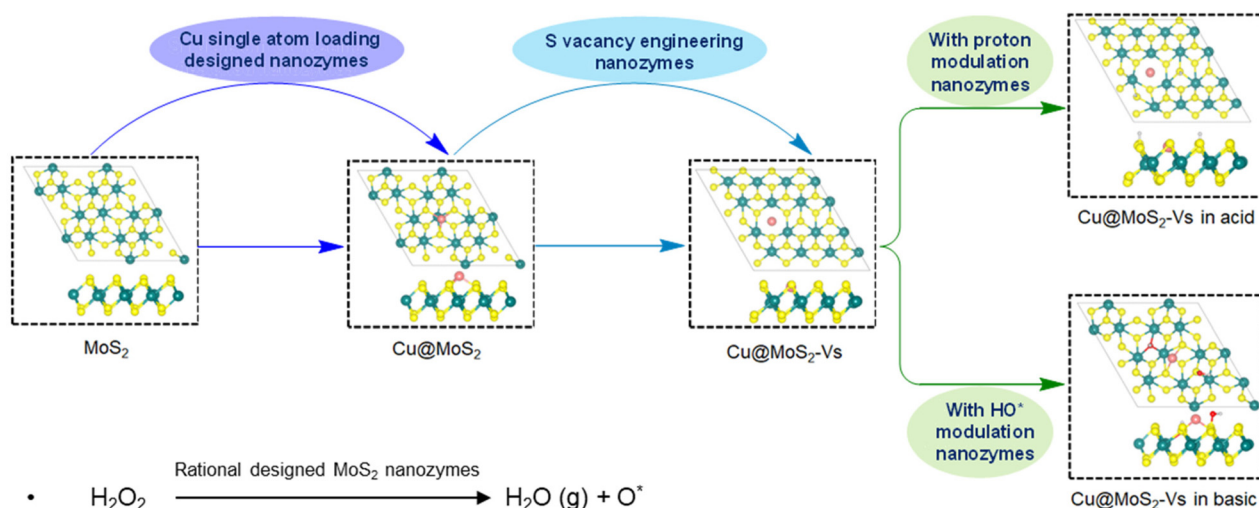 Cu single atom loading
designed nanozymes
S vacancy engineering
nanozymes
With proton
modulation
nanozymes
MoS₂
Cu@MoS₂
Cu@MoS₂-Vs
Cu@MoS₂-Vs in acid
With HO*
modulation
nanozymes
Cu@MoS₂-Vs in basic
Rational designed MoS₂ nanozymes
• H₂O₂ → H₂O (g) + O*